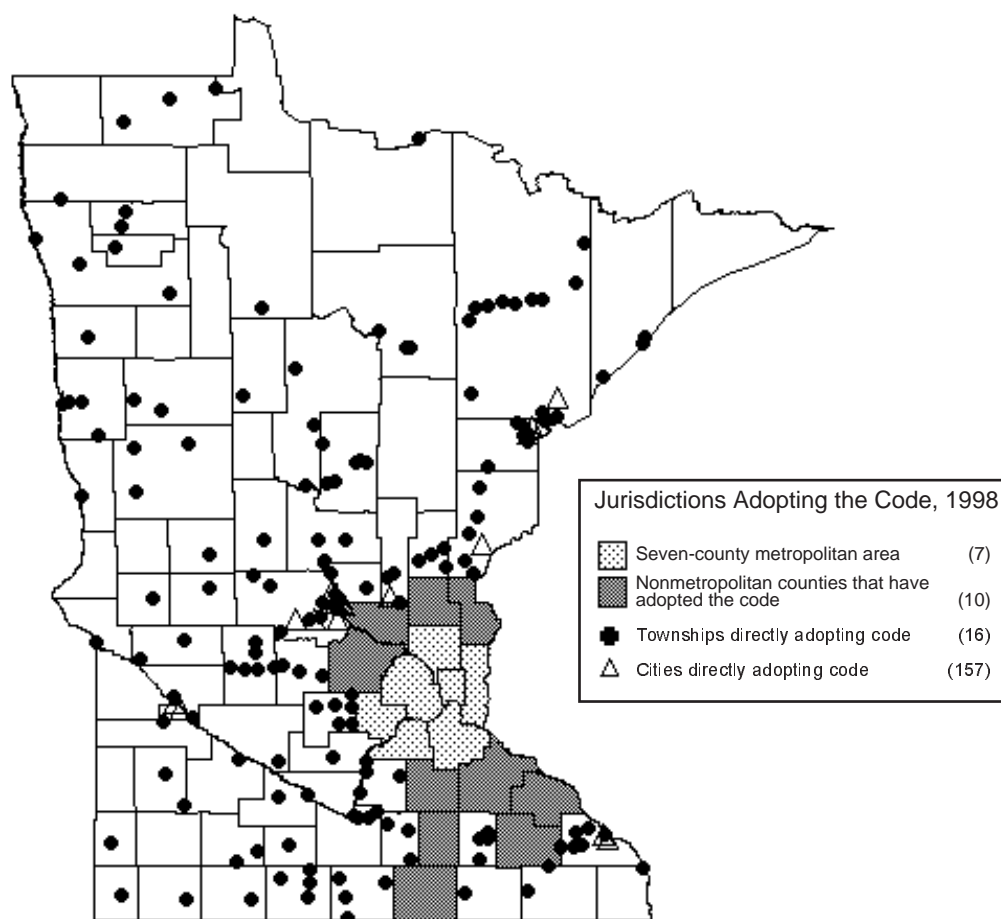 Jurisdictions Adopting the Code, 1998
Seven-county metropolitan area (7)
Nonmetropolitan counties that have
adopted the code (10)
Townships directly adopting code (16)
Cities directly adopting code (157)